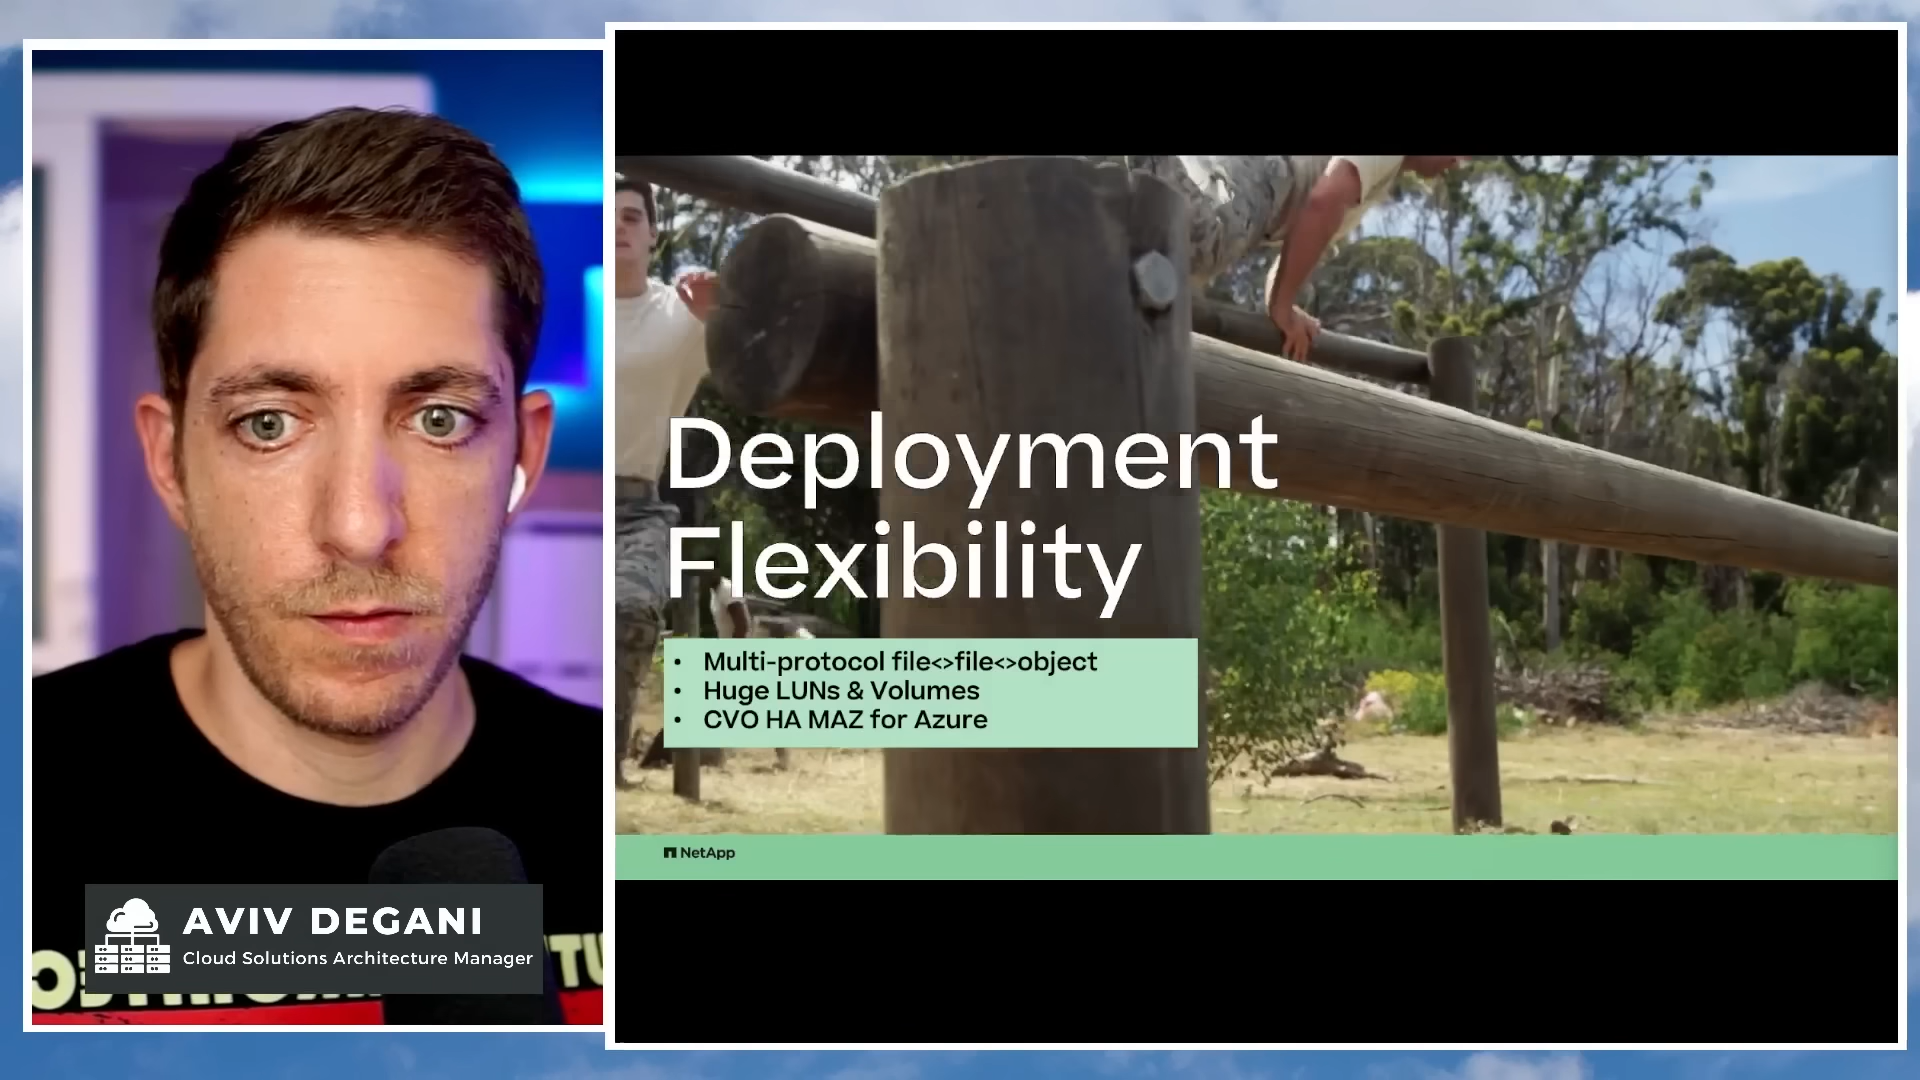 Deployment
Flexibility
• Multi-protocol file<>file<>object
• Huge LUNs & Volumes
• CVO HA MAZ for Azure
NetApp
AVIV DEGANI
Cloud Solutions Architecture Manager